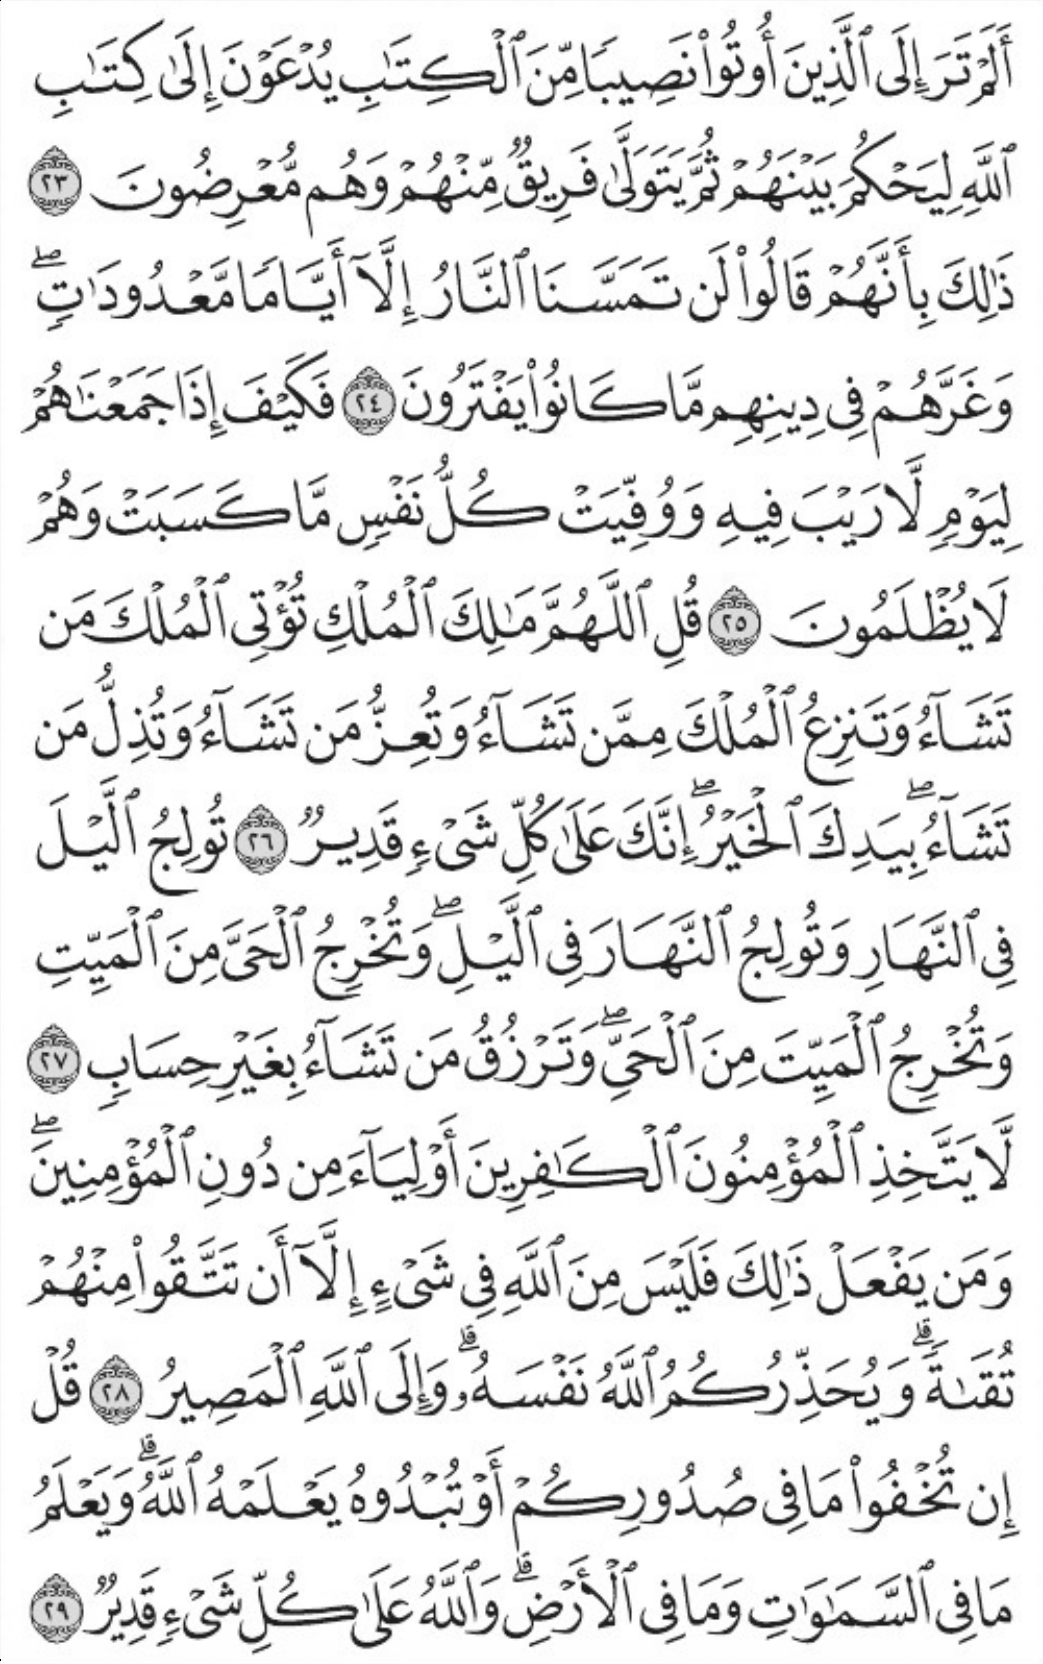 أَلَمْ تَرَ إِلَى ٱلَّذِينَ أُوتُوا۟ نَصِيبًا مِّنَ ٱلْكِتَٰبِ يُدْعَوْنَ إِلَىٰ كِتَٰبِ
ٱللَّهِ لِيَحْكُمَ بَيْنَهُمْ ثُمَّ يَتَوَلَّىٰ فَرِيقٌ مِّنْهُمْ وَهُم مُّعْرِضُونَ ٢٣
ذَٰلِكَ بِأَنَّهُمْ قَالُوا۟ لَن تَمَسَّنَا ٱلنَّارُ إِلَّآ أَيَّامًا مَّعْدُودَٰتٍ ۖ
وَغَرَّهُمْ فِى دِينِهِم مَّا كَانُوا۟ يَفْتَرُونَ ٢٤ فَكَيْفَ إِذَا جَمَعْنَٰهُمْ
لِيَوْمٍ لَّا رَيْبَ فِيهِ وَوُفِّيَتْ كُلُّ نَفْسٍ مَّا كَسَبَتْ وَهُمْ
لَا يُظْلَمُونَ ٢٥ قُلِ ٱللَّهُمَّ مَٰلِكَ ٱلْمُلْكِ تُؤْتِى ٱلْمُلْكَ مَن
تَشَآءُ وَتَنزِعُ ٱلْمُلْكَ مِمَّن تَشَآءُ وَتُعِزُّ مَن تَشَآءُ وَتُذِلُّ مَن
تَشَآءُ ۖ بِيَدِكَ ٱلْخَيْرُ ۖ إِنَّكَ عَلَىٰ كُلِّ شَىْءٍ قَدِيرٌ ٢٦ تُولِجُ ٱلَّيْلَ
فِى ٱلنَّهَارِ وَتُولِجُ ٱلنَّهَارَ فِى ٱلَّيْلِ ۖ وَتُخْرِجُ ٱلْحَىَّ مِنَ ٱلْمَيِّتِ
وَتُخْرِجُ ٱلْمَيِّتَ مِنَ ٱلْحَىِّ ۖ وَتَرْزُقُ مَن تَشَآءُ بِغَيْرِ حِسَابٍ ٢٧
لَّا يَتَّخِذِ ٱلْمُؤْمِنُونَ ٱلْكَٰفِرِينَ أَوْلِيَآءَ مِن دُونِ ٱلْمُؤْمِنِينَ ۖ
وَمَن يَفْعَلْ ذَٰلِكَ فَلَيْسَ مِنَ ٱللَّهِ فِى شَىْءٍ إِلَّآ أَن تَتَّقُوا۟ مِنْهُمْ
تُقَىٰةً ۗ وَيُحَذِّرُكُمُ ٱللَّهُ نَفْسَهُۥ ۗ وَإِلَى ٱللَّهِ ٱلْمَصِيرُ ٢٨ قُلْ
إِن تُخْفُوا۟ مَا فِى صُدُورِكُمْ أَوْ تُبْدُوهُ يَعْلَمْهُ ٱللَّهُ ۗ وَيَعْلَمُ
مَا فِى ٱلسَّمَٰوَٰتِ وَمَا فِى ٱلْأَرْضِ ۗ وَٱللَّهُ عَلَىٰ كُلِّ شَىْءٍ قَدِيرٌ ٢٩